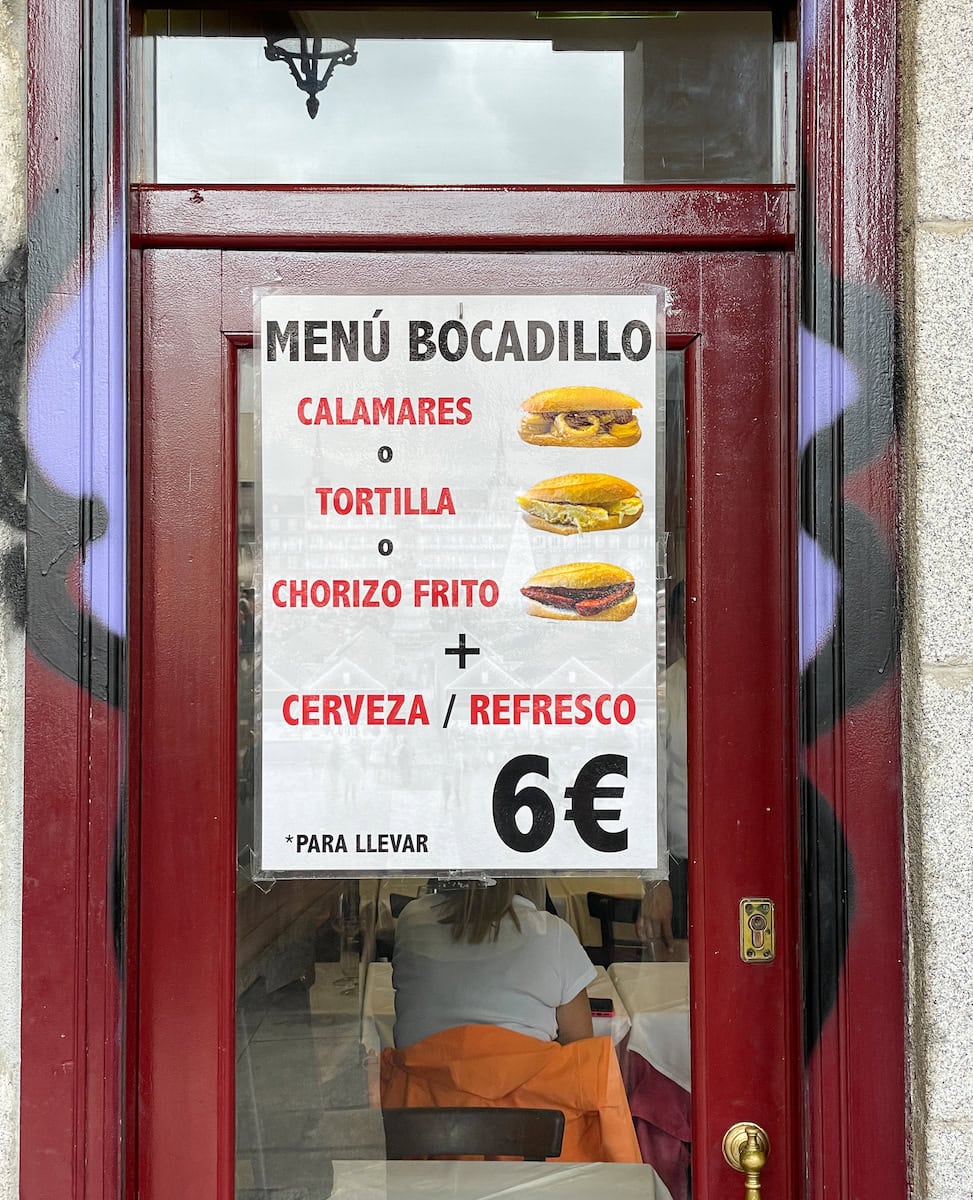 MENÚ BOCADILLO
CALAMARES
o
TORTILLA
o
CHORIZO FRITO
+
CERVEZA / REFRESCO
6€
*PARA LLEVAR